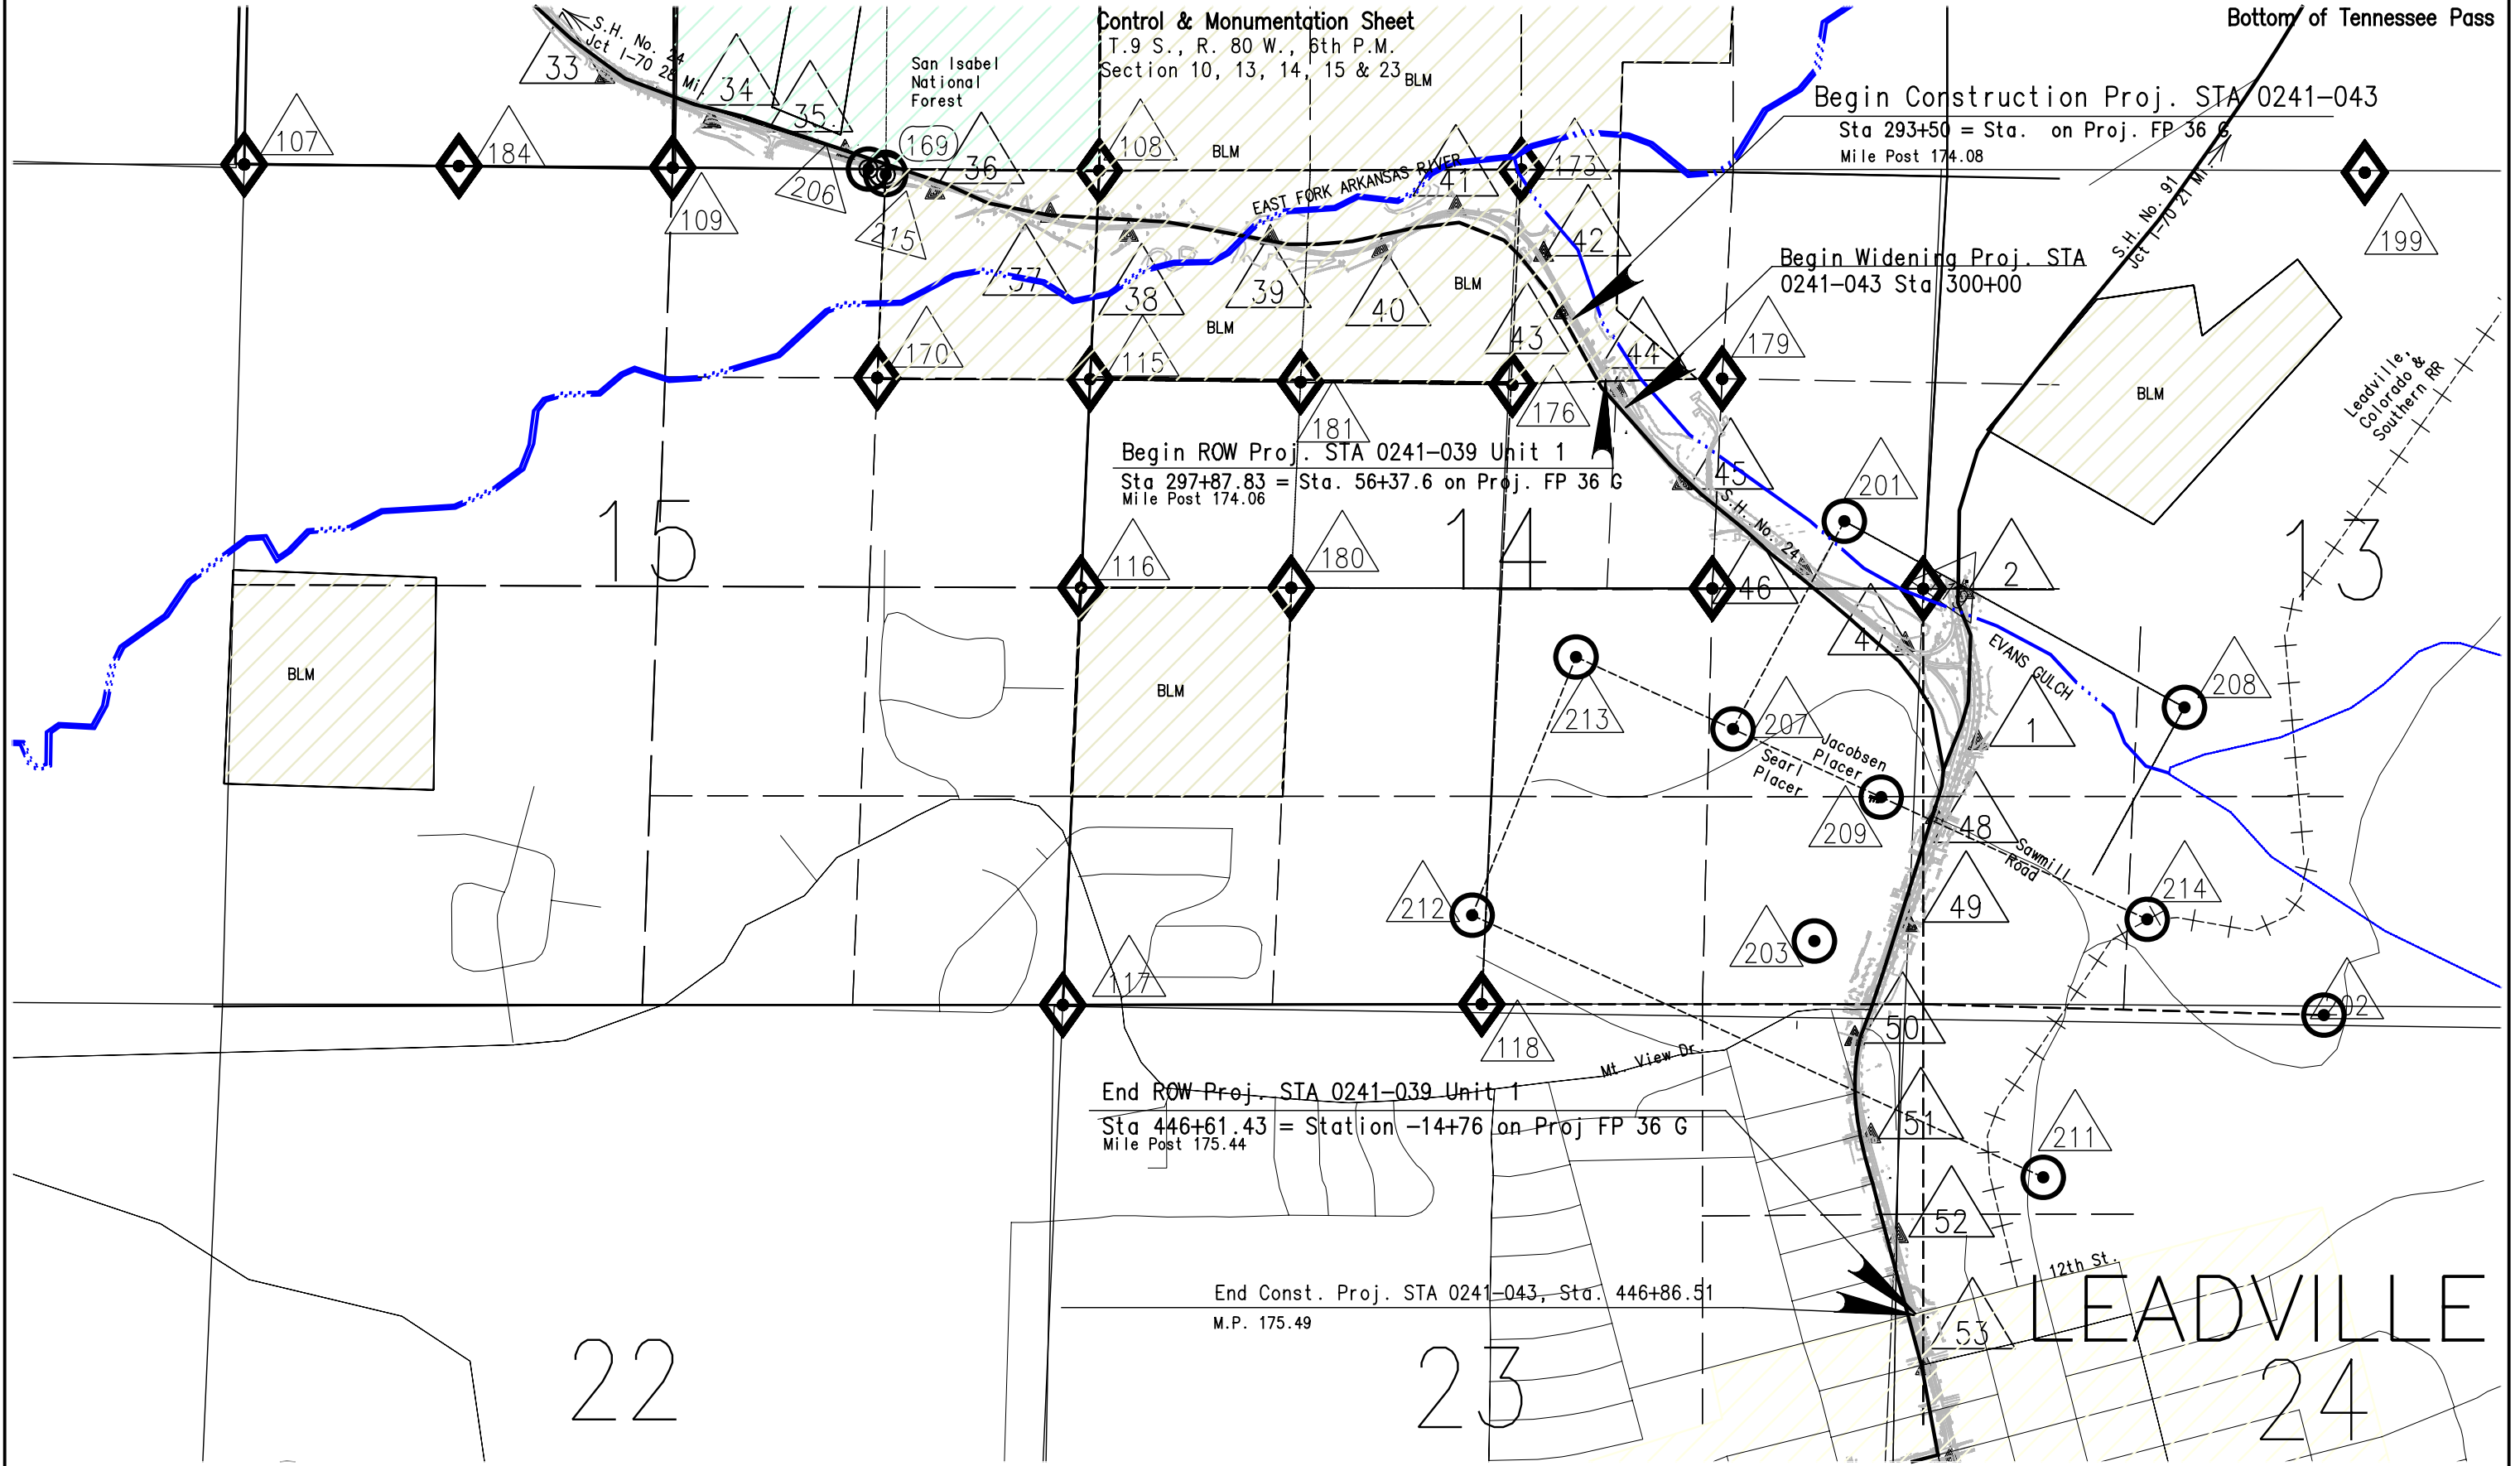 Control & Monumentation Sheet
T.9 S., R. 80 W., 6th P.M.
Section 10, 13, 14, 15 & 23
Bottom of Tennessee Pass
S.H. No. 24
Jct I-70 28 Mi.
San Isabel
National
Forest
BLM
Begin Construction Proj. STA 0241-043
Sta 293+50 = Sta.  on Proj. FP 36 G
Mile Post 174.08
33
34
35
107
184
109
206
169
215
36
108
BLM
EAST FORK ARKANSAS RIVER
41
173
42
S.H. No. 91
Jct I-70 21 Mi.
199
Begin Widening Proj. STA
0241-043 Sta 300+00
37
38
39
40
BLM
BLM
43
44
179
170
115
181
176
BLM
Leadville,
Colorado &
Southern RR
Begin ROW Proj. STA 0241-039 Unit 1
Sta 297+87.83 = Sta. 56+37.6 on Proj. FP 36 G
Mile Post 174.06
45
S.H. No. 24
201
15
14
13
116
180
46
2
47
BLM
BLM
EVANS GULCH
208
213
207
1
Jacobsen
Placer
Searl
Placer
209
48
Sawmill
Road
214
212
49
203
117
118
50
202
Mt. View Dr.
End ROW Proj. STA 0241-039 Unit 1
Sta 446+61.43 = Station -14+76 on Proj FP 36 G
Mile Post 175.44
51
211
52
12th St.
End Const. Proj. STA 0241-043, Sta. 446+86.51
M.P. 175.49
53
LEADVILLE
22
23
24